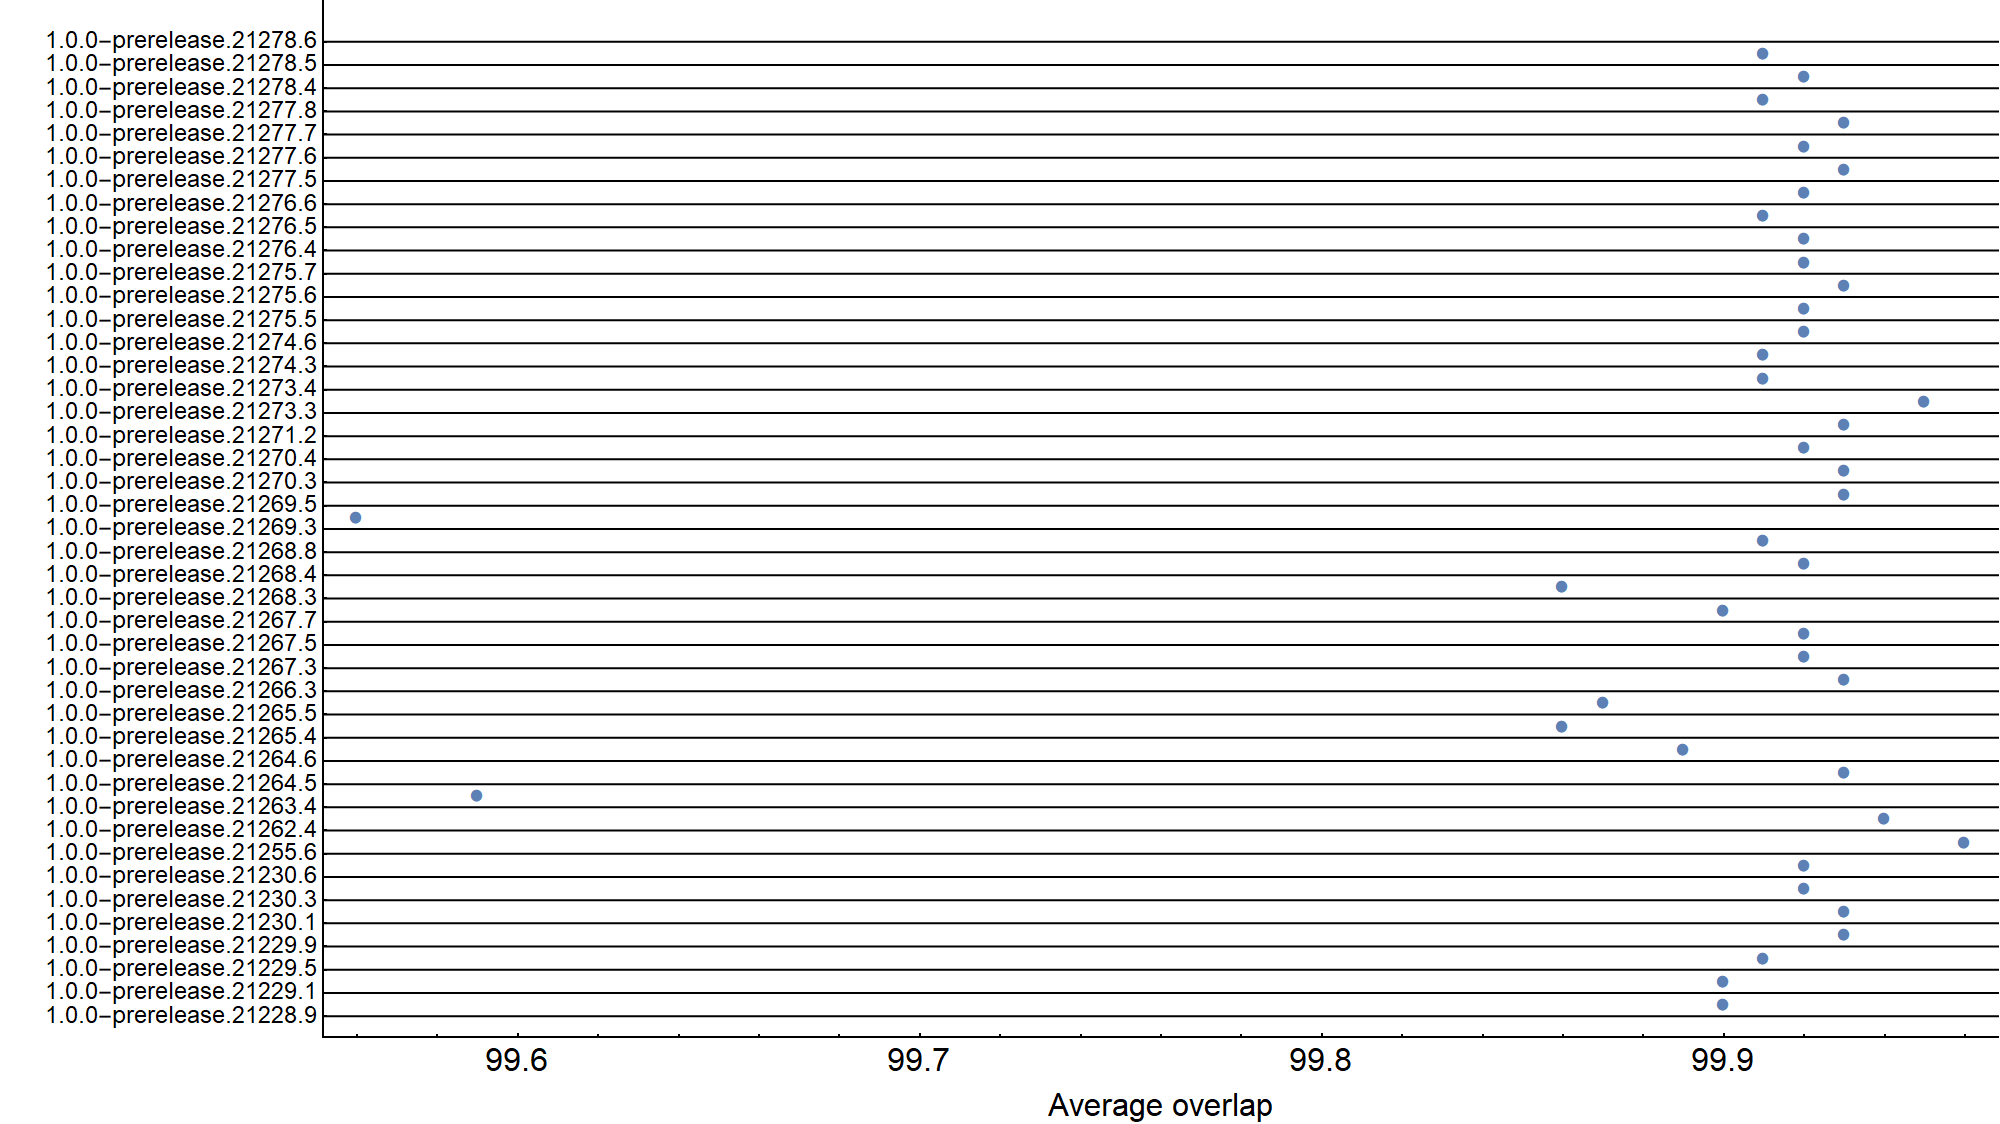 1.0.0−prerelease.21278.6
1.0.0−prerelease.21278.5
1.0.0−prerelease.21278.4
1.0.0−prerelease.21277.8
1.0.0−prerelease.21277.7
1.0.0−prerelease.21277.6
1.0.0−prerelease.21277.5
1.0.0−prerelease.21276.6
1.0.0−prerelease.21276.5
1.0.0−prerelease.21276.4
1.0.0−prerelease.21275.7
1.0.0−prerelease.21275.6
1.0.0−prerelease.21275.5
1.0.0−prerelease.21274.6
1.0.0−prerelease.21274.3
1.0.0−prerelease.21273.4
1.0.0−prerelease.21273.3
1.0.0−prerelease.21271.2
1.0.0−prerelease.21270.4
1.0.0−prerelease.21270.3
1.0.0−prerelease.21269.5
1.0.0−prerelease.21269.3
1.0.0−prerelease.21268.8
1.0.0−prerelease.21268.4
1.0.0−prerelease.21268.3
1.0.0−prerelease.21267.7
1.0.0−prerelease.21267.5
1.0.0−prerelease.21267.3
1.0.0−prerelease.21266.3
1.0.0−prerelease.21265.5
1.0.0−prerelease.21265.4
1.0.0−prerelease.21264.6
1.0.0−prerelease.21264.5
1.0.0−prerelease.21263.4
1.0.0−prerelease.21262.4
1.0.0−prerelease.21255.6
1.0.0−prerelease.21230.6
1.0.0−prerelease.21230.3
1.0.0−prerelease.21230.1
1.0.0−prerelease.21229.9
1.0.0−prerelease.21229.5
1.0.0−prerelease.21229.1
1.0.0−prerelease.21228.9
99.6 99.7 99.8 99.9
Average overlap